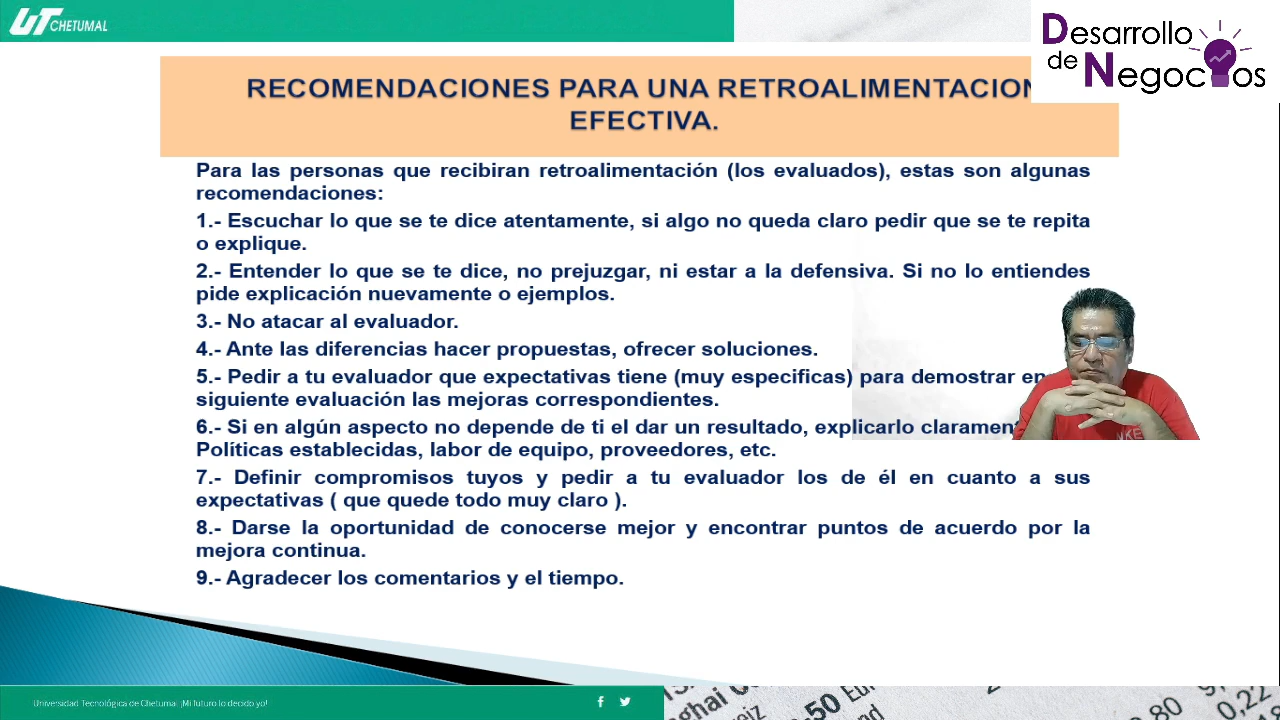 UT CHETUMAL
Desarrollo
de Negocios
RECOMENDACIONES PARA UNA RETROALIMENTACION
EFECTIVA.
Para las personas que recibiran retroalimentación (los evaluados), estas son algunas
recomendaciones:
1.- Escuchar lo que se te dice atentamente, si algo no queda claro pedir que se te repita
o explique.
2.- Entender lo que se te dice, no prejuzgar, ni estar a la defensiva. Si no lo entiendes
pide explicación nuevamente o ejemplos.
3.- No atacar al evaluador.
4.- Ante las diferencias hacer propuestas, ofrecer soluciones.
5.- Pedir a tu evaluador que expectativas tiene (muy especificas) para demostrar en
siguiente evaluación las mejoras correspondientes.
6.- Si en algún aspecto no depende de ti el dar un resultado, explicarlo
Políticas establecidas, labor de equipo, proveedores, etc.
7.- Definir compromisos tuyos y pedir a tu evaluador los de él en cuanto a sus
expectativas ( que quede todo muy claro ).
8.- Darse la oportunidad de conocerse mejor y encontrar puntos de acuerdo por la
mejora continua.
9.- Agradecer los comentarios y el tiempo.
Universidad Tecnológica de Chetumal ¡Mi futuro lo decido yo!
,50
0,80
0,22